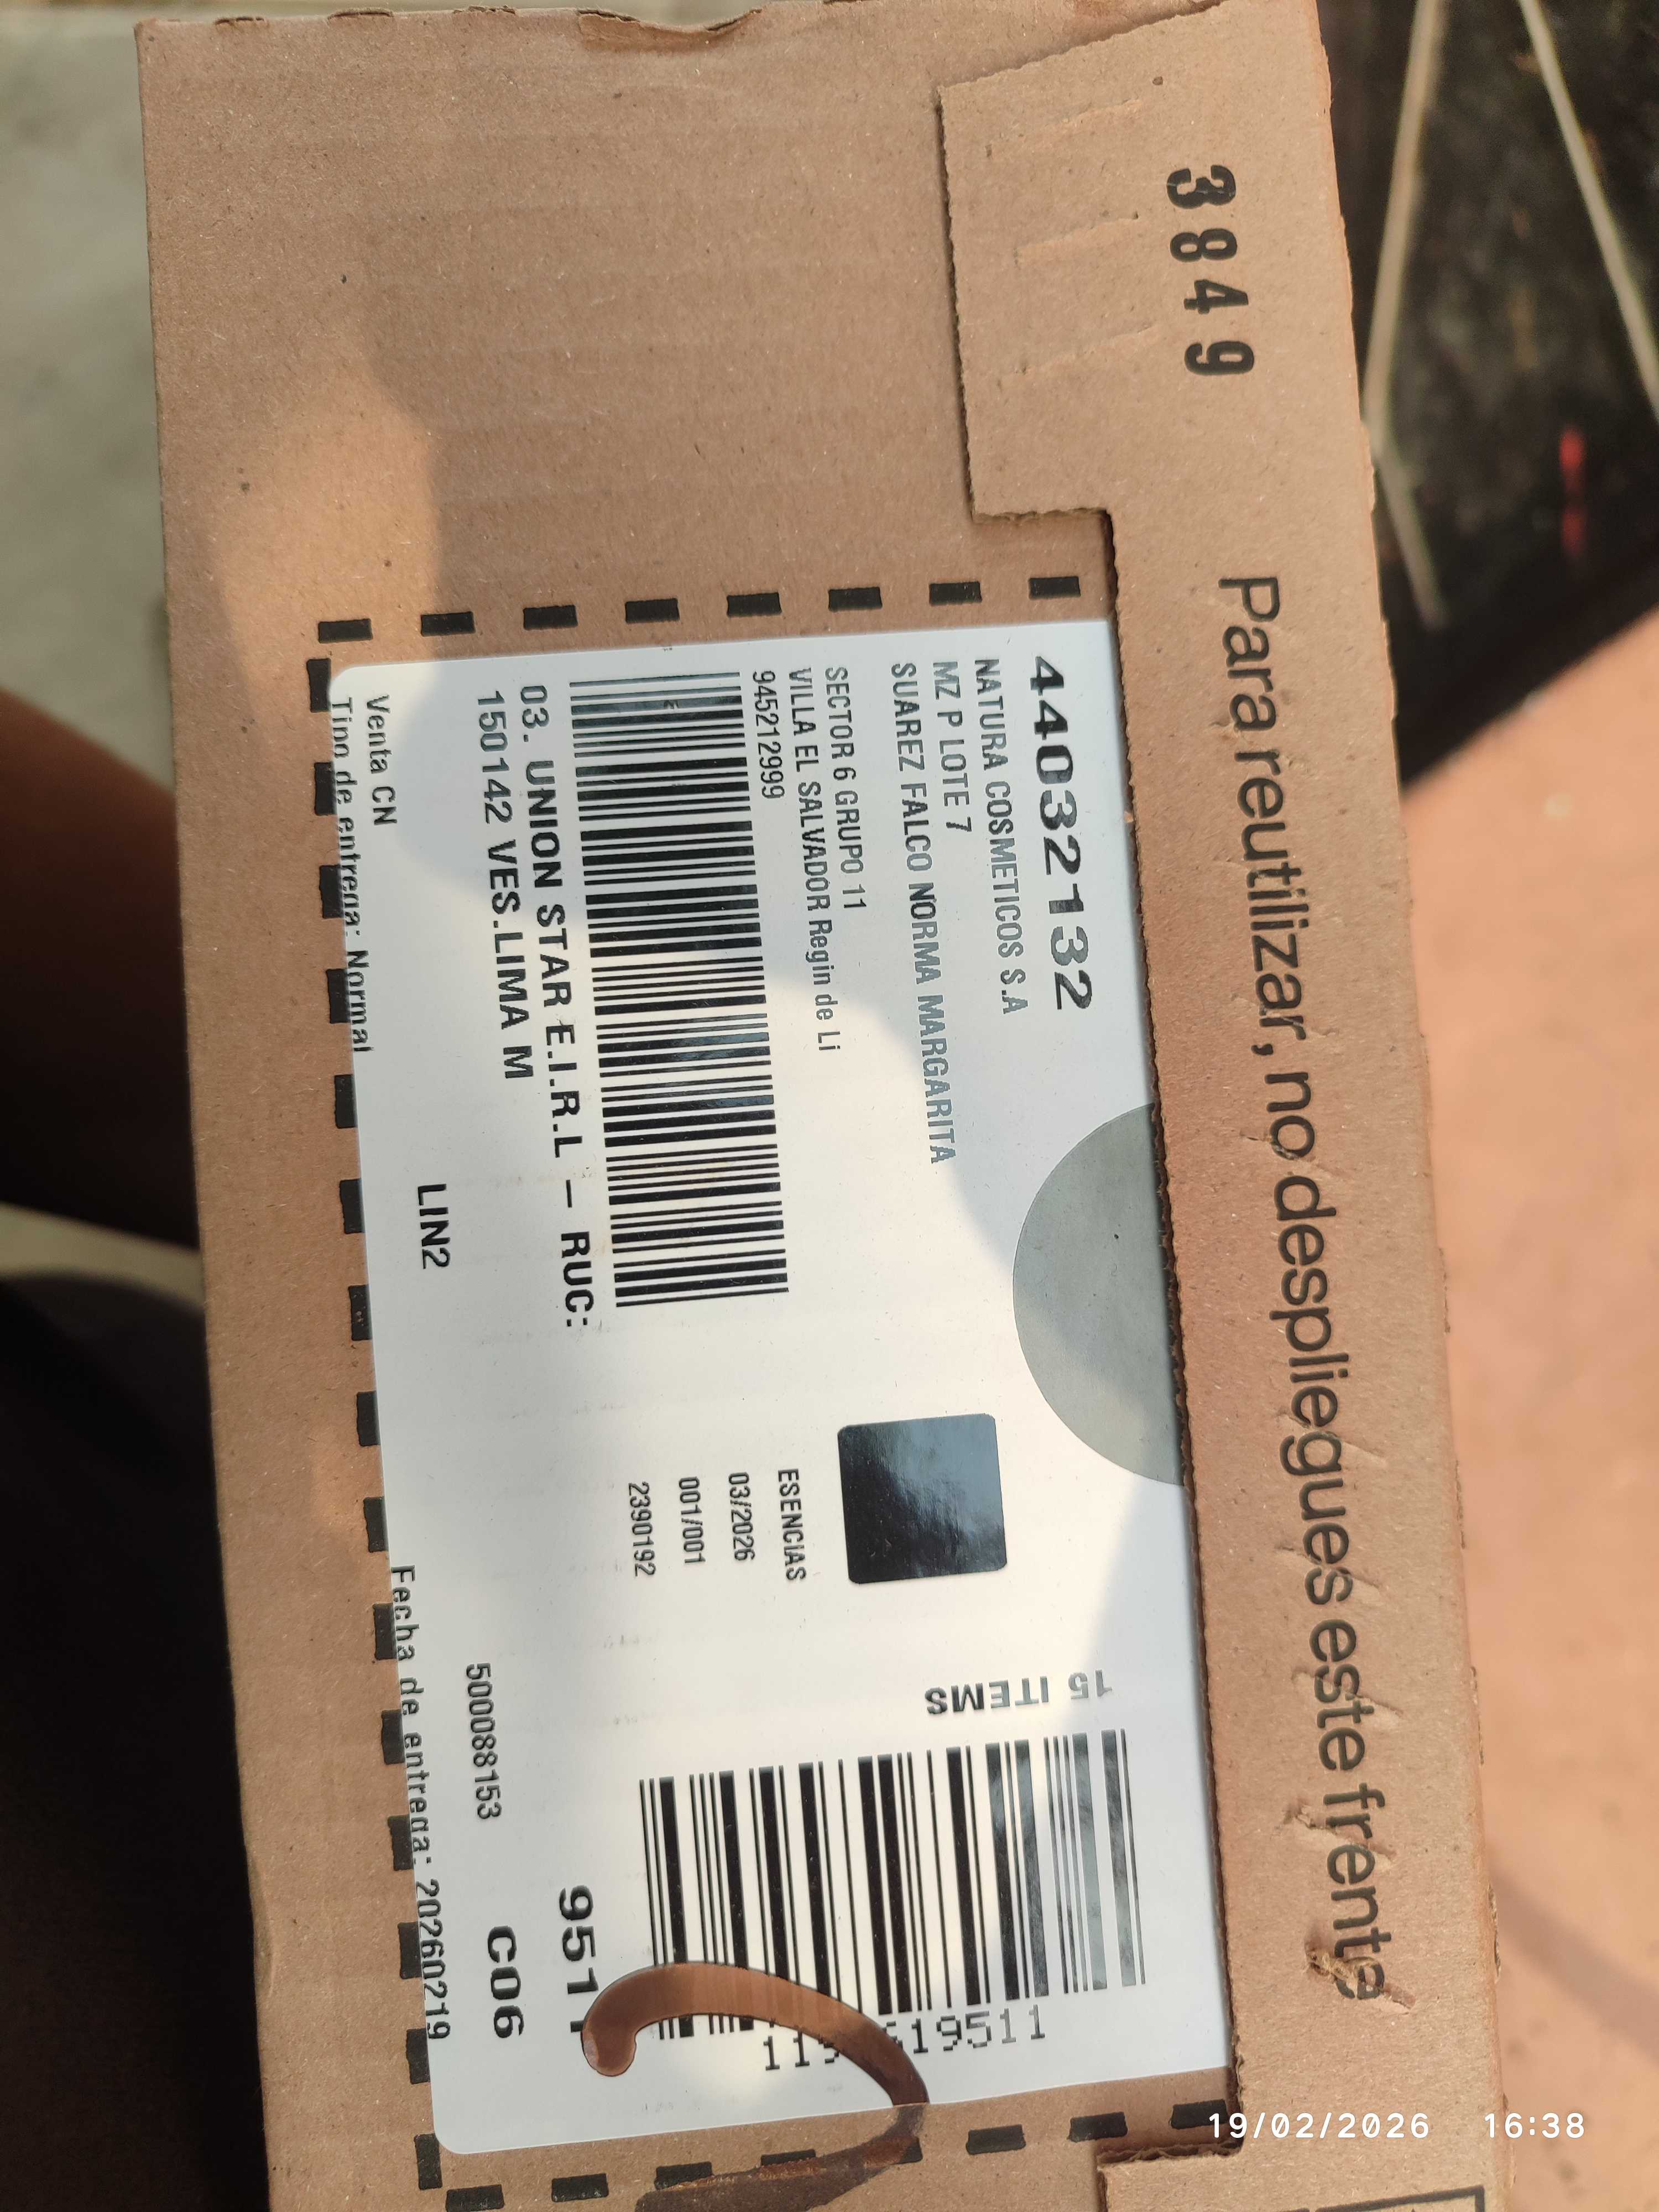 3849
Para reutilizar, no despliegues este frente
44032132
NATURA COSMETICOS S.A
MZ P LOTE 7
SUAREZ FALCO NORMA MARGARITA
SECTOR 6 GRUPO 11
VILLA EL SALVADOR Regin de Li
945212999
03. UNION STAR E.I.R.L – RUC:
150142 VES.LIMA M
Venta CN
Tipo de entrega: Normal
LIN2
ESENCIAS
03/2026
001/001
2390192
15 ITEMS
9511
500088153
C06
Fecha de entrega: 20260219
19/02/2026 16:38